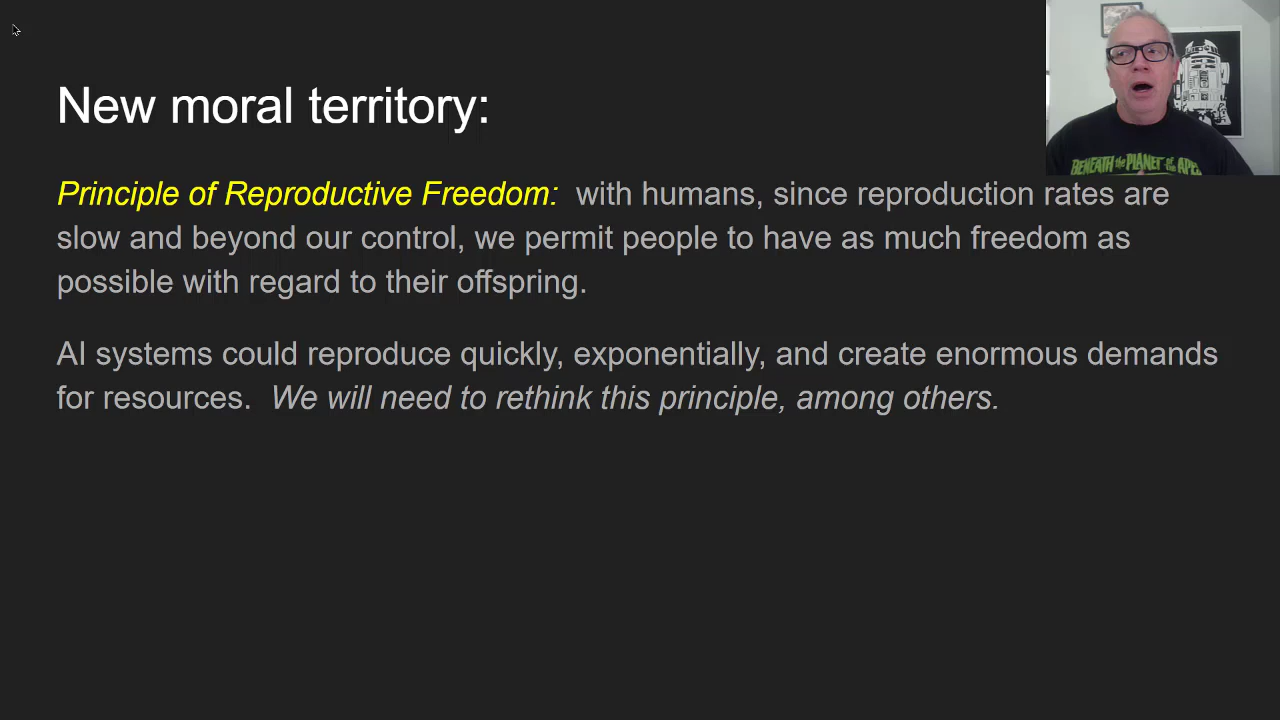 New moral territory:
Principle of Reproductive Freedom: with humans, since reproduction rates are
slow and beyond our control, we permit people to have as much freedom as
possible with regard to their offspring.
AI systems could reproduce quickly, exponentially, and create enormous demands
for resources. We will need to rethink this principle, among others.
BENEATH the PLANET OF the APES